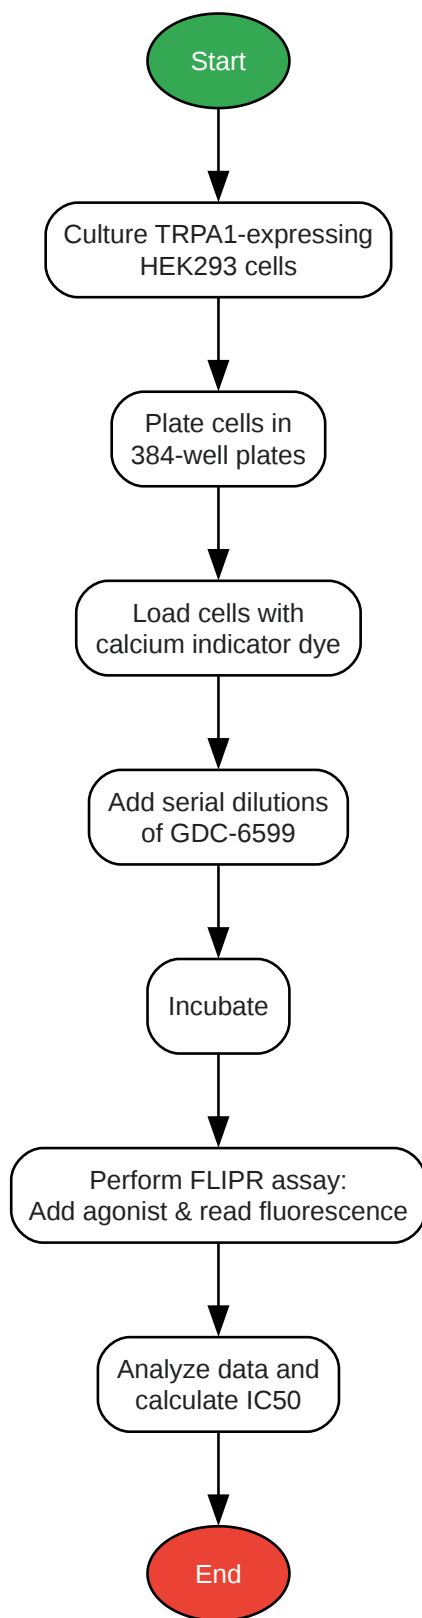 Start
Culture TRPA1-expressing
HEK293 cells
Plate cells in
384-well plates
Load cells with
calcium indicator dye
Add serial dilutions
of GDC-6599
Incubate
Perform FLIPR assay:
Add agonist & read fluorescence
Analyze data and
calculate IC50
End